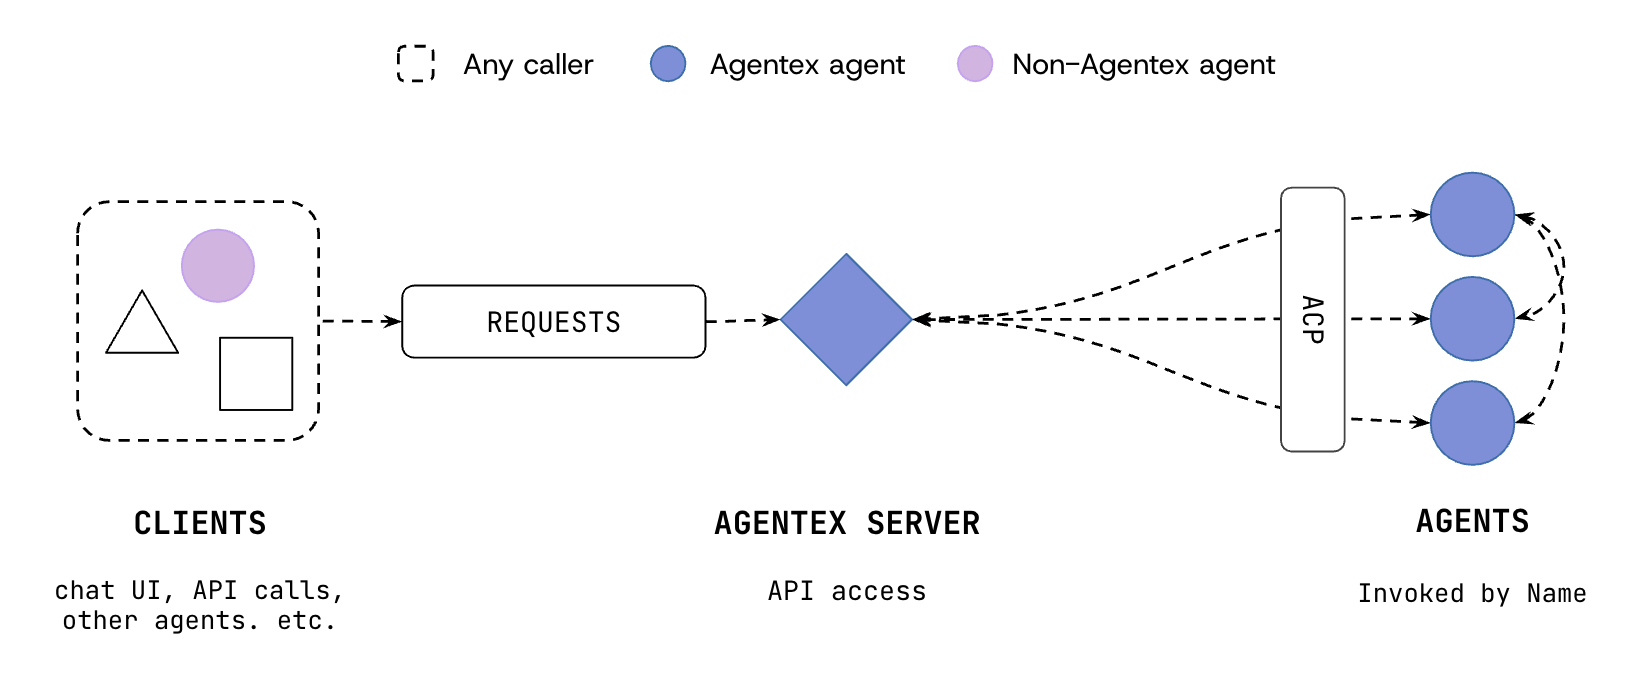 Any caller
Agentex agent
Non-Agentex agent
REQUESTS
ACP
CLIENTS
chat UI, API calls,
other agents. etc.
AGENTEX SERVER
API access
AGENTS
Invoked by Name